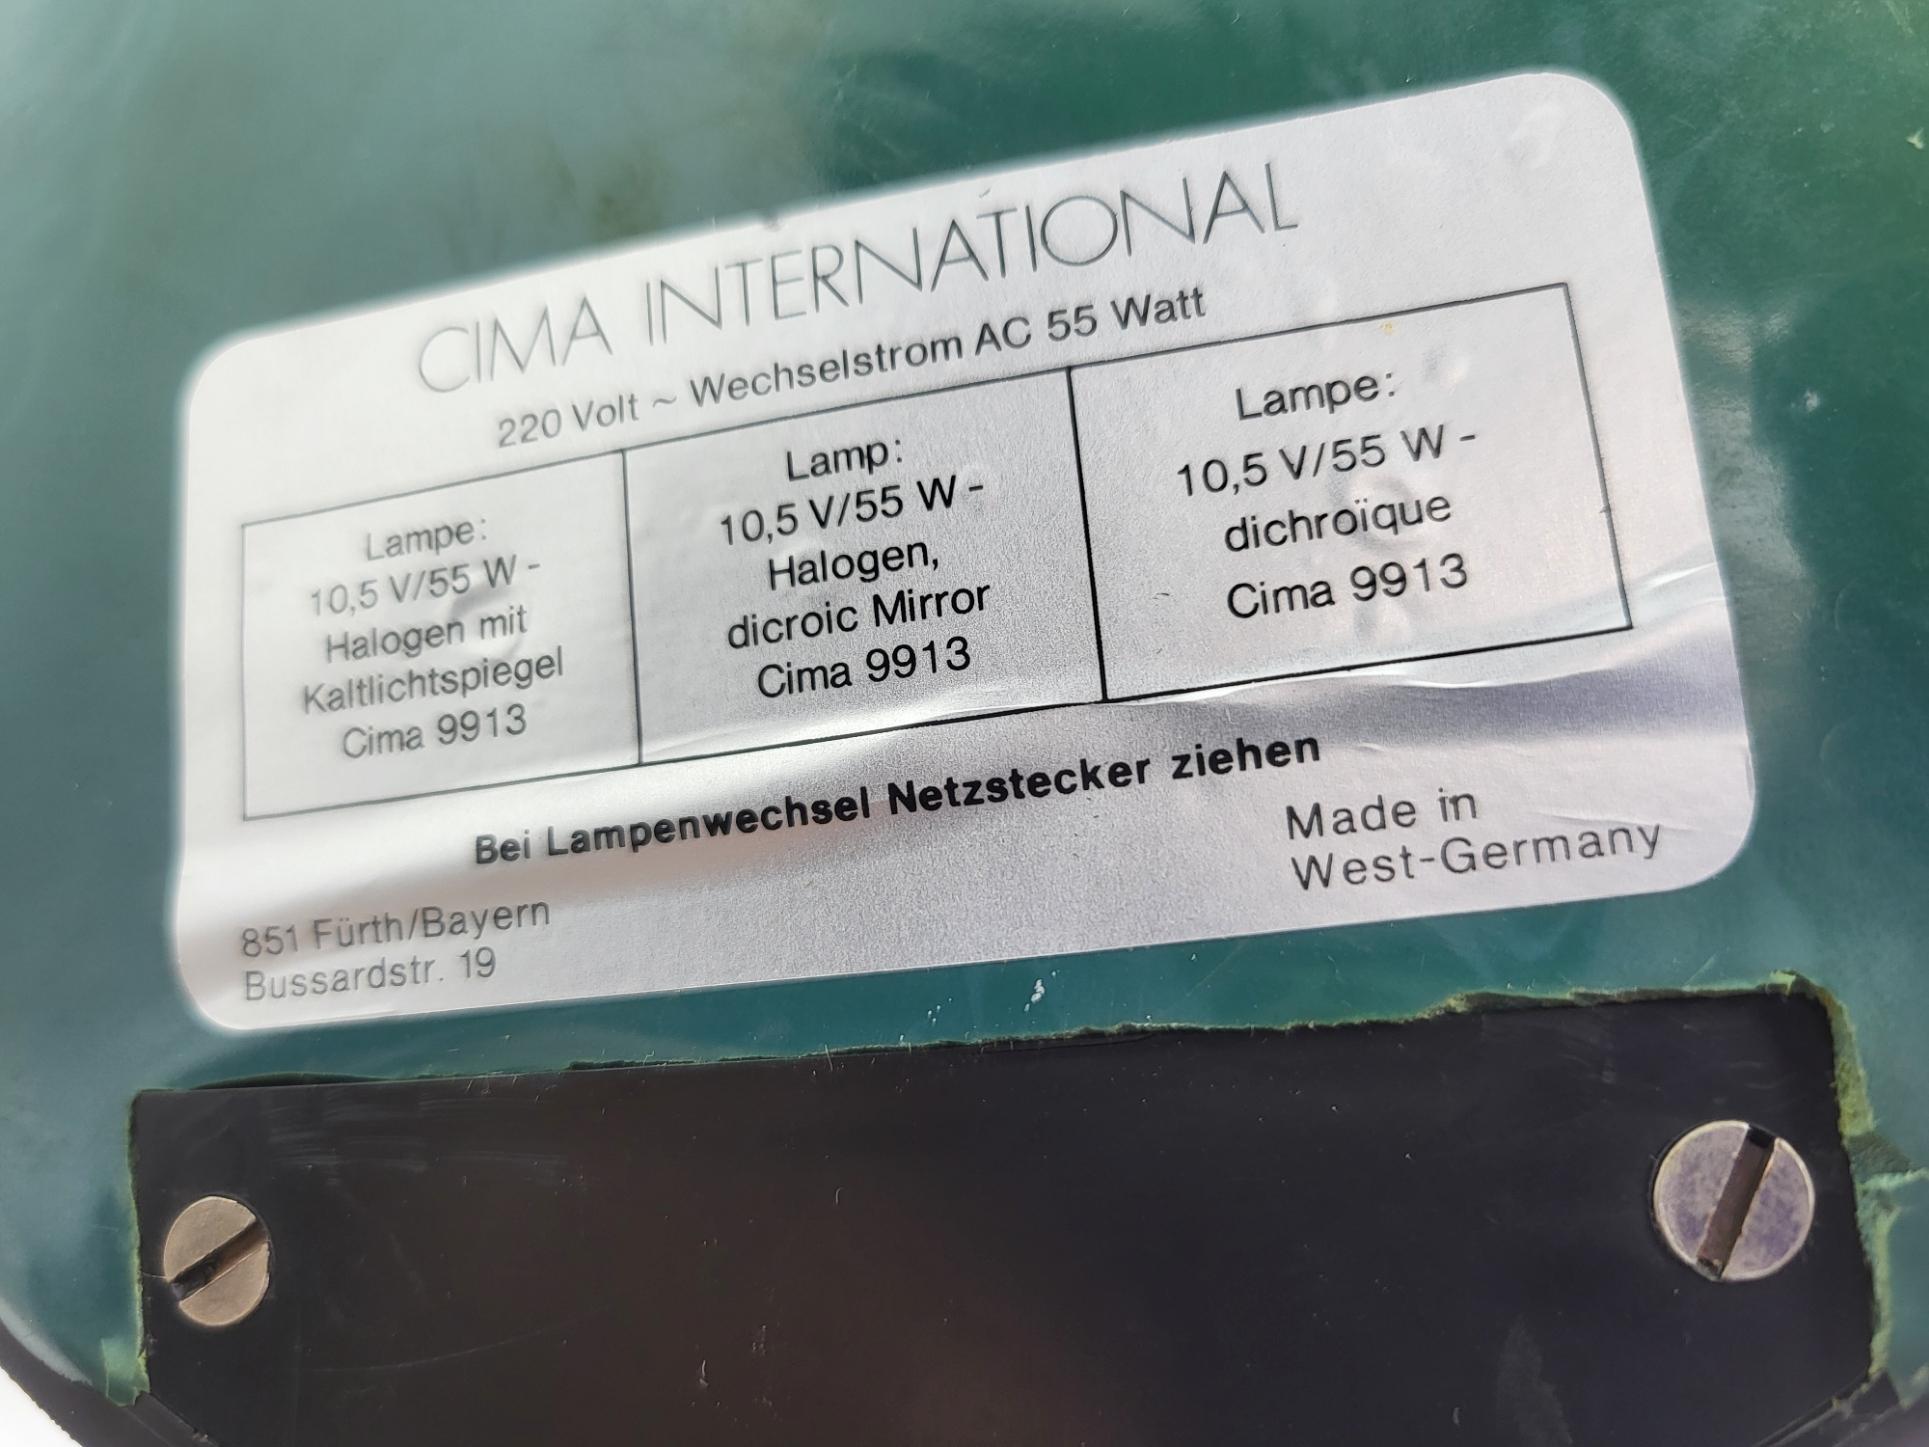 CIMA INTERNATIONAL
220 Volt ~ Wechselstrom AC 55 Watt
Lampe:
10,5 V/55 W -
Halogen mit
Kaltlichtspiegel
Cima 9913
Lamp:
10,5 V/55 W -
Halogen,
dicroic Mirror
Cima 9913
Lampe:
10,5 V/55 W -
dichroïque
Cima 9913
Bei Lampenwechsel Netzstecker ziehen
851 Fürth/Bayern
Bussardstr. 19
Made in
West-Germany